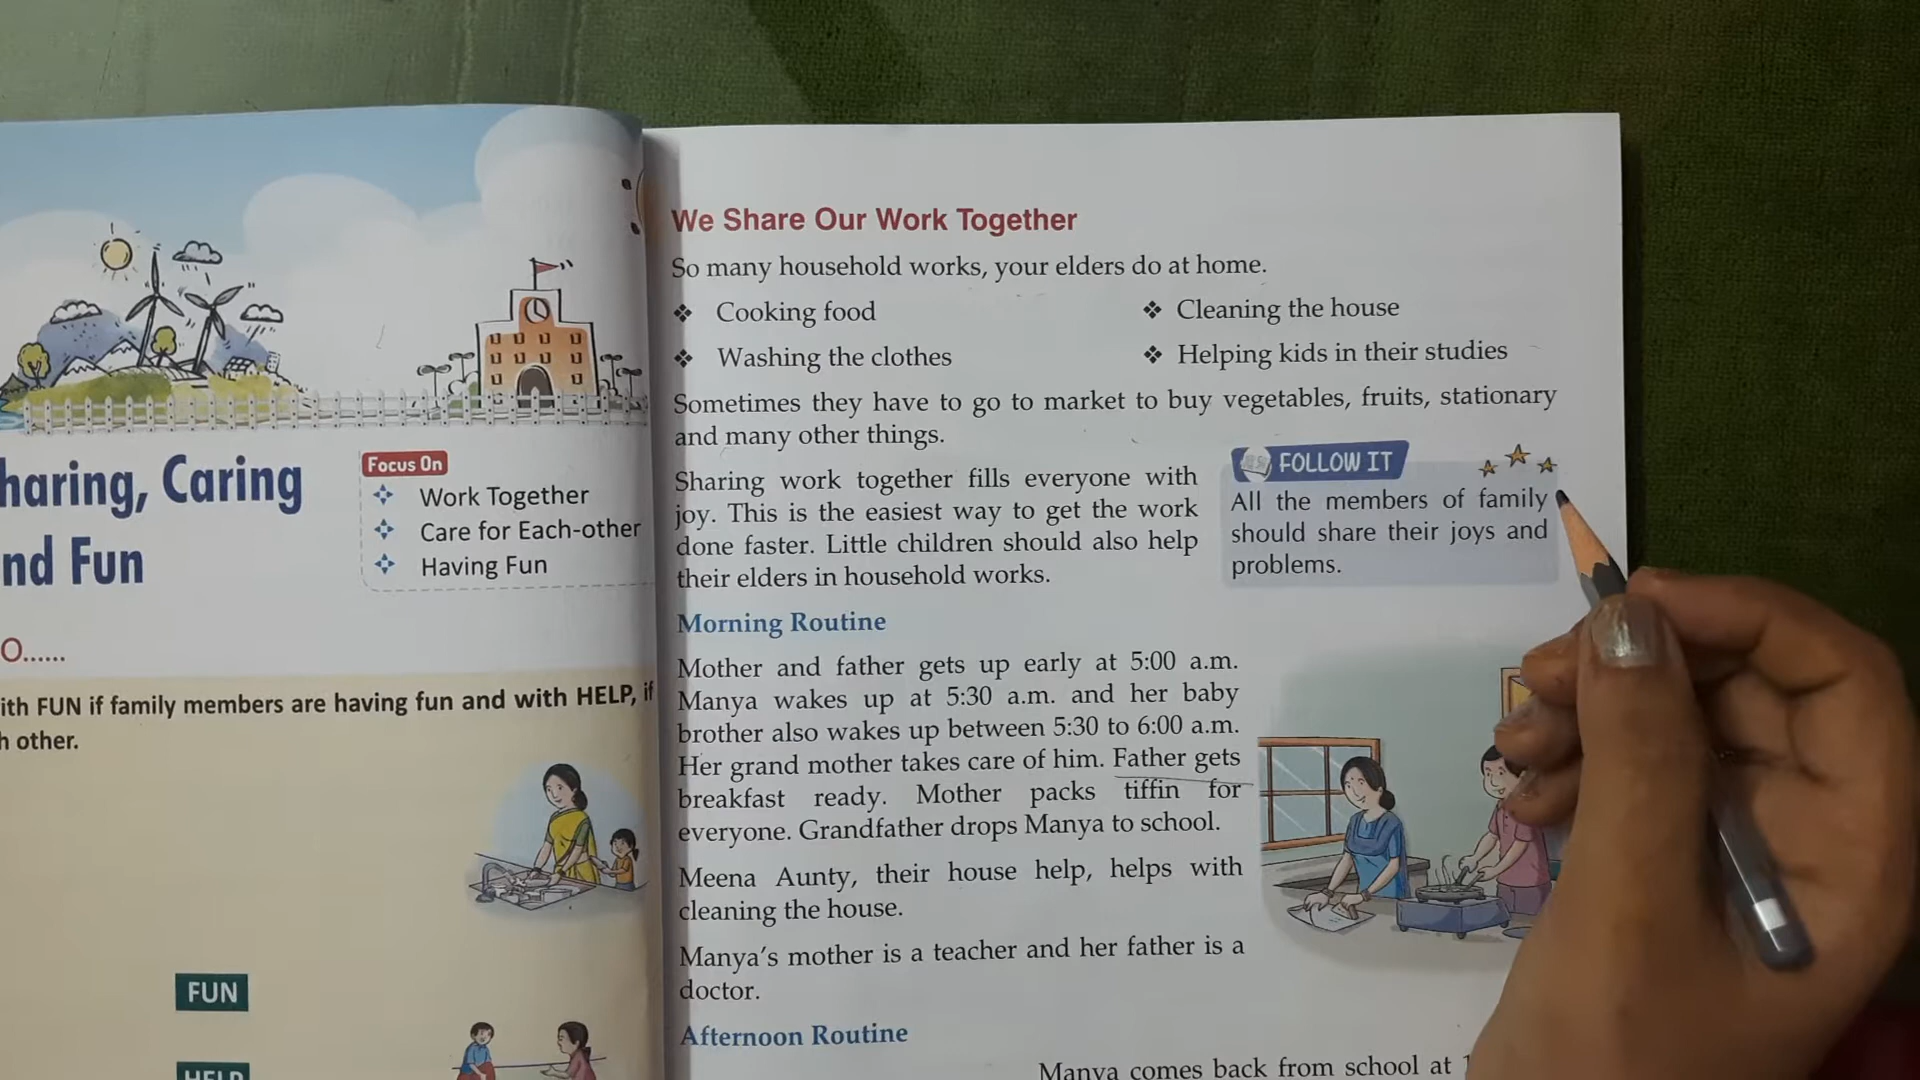 haring, Caring
nd Fun
Focus On
Work Together
Care for Each-other
Having Fun
O......
ith FUN if family members are having fun and with HELP, if
h other.
FUN
HELP
We Share Our Work Together
So many household works, your elders do at home.
❖ Cooking food
❖ Cleaning the house
❖ Washing the clothes
❖ Helping kids in their studies
Sometimes they have to go to market to buy vegetables, fruits, stationary
and many other things.
Sharing work together fills everyone with
joy. This is the easiest way to get the work
done faster. Little children should also help
their elders in household works.
FOLLOW IT
All the members of family
should share their joys and
problems.
Morning Routine
Mother and father gets up early at 5:00 a.m.
Manya wakes up at 5:30 a.m. and her baby
brother also wakes up between 5:30 to 6:00 a.m.
Her grand mother takes care of him. Father gets
breakfast ready. Mother packs tiffin for
everyone. Grandfather drops Manya to school.
Meena Aunty, their house help, helps with
cleaning the house.
Manya's mother is a teacher and her father is a
doctor.
Afternoon Routine
Manya comes back from school at